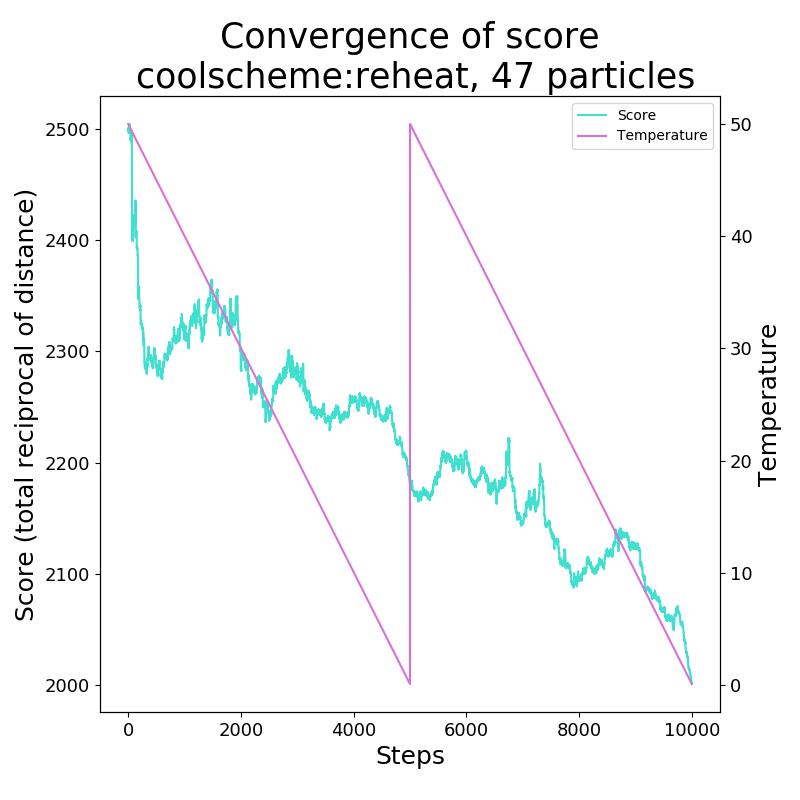 Convergence of score
coolscheme:reheat, 47 particles
Score
Temperature
2500
2400
2300
2200
2100
2000
Score (total reciprocal of distance)
50
40
30
20
10
0
Temperature
0 2000 4000 6000 8000 10000
Steps